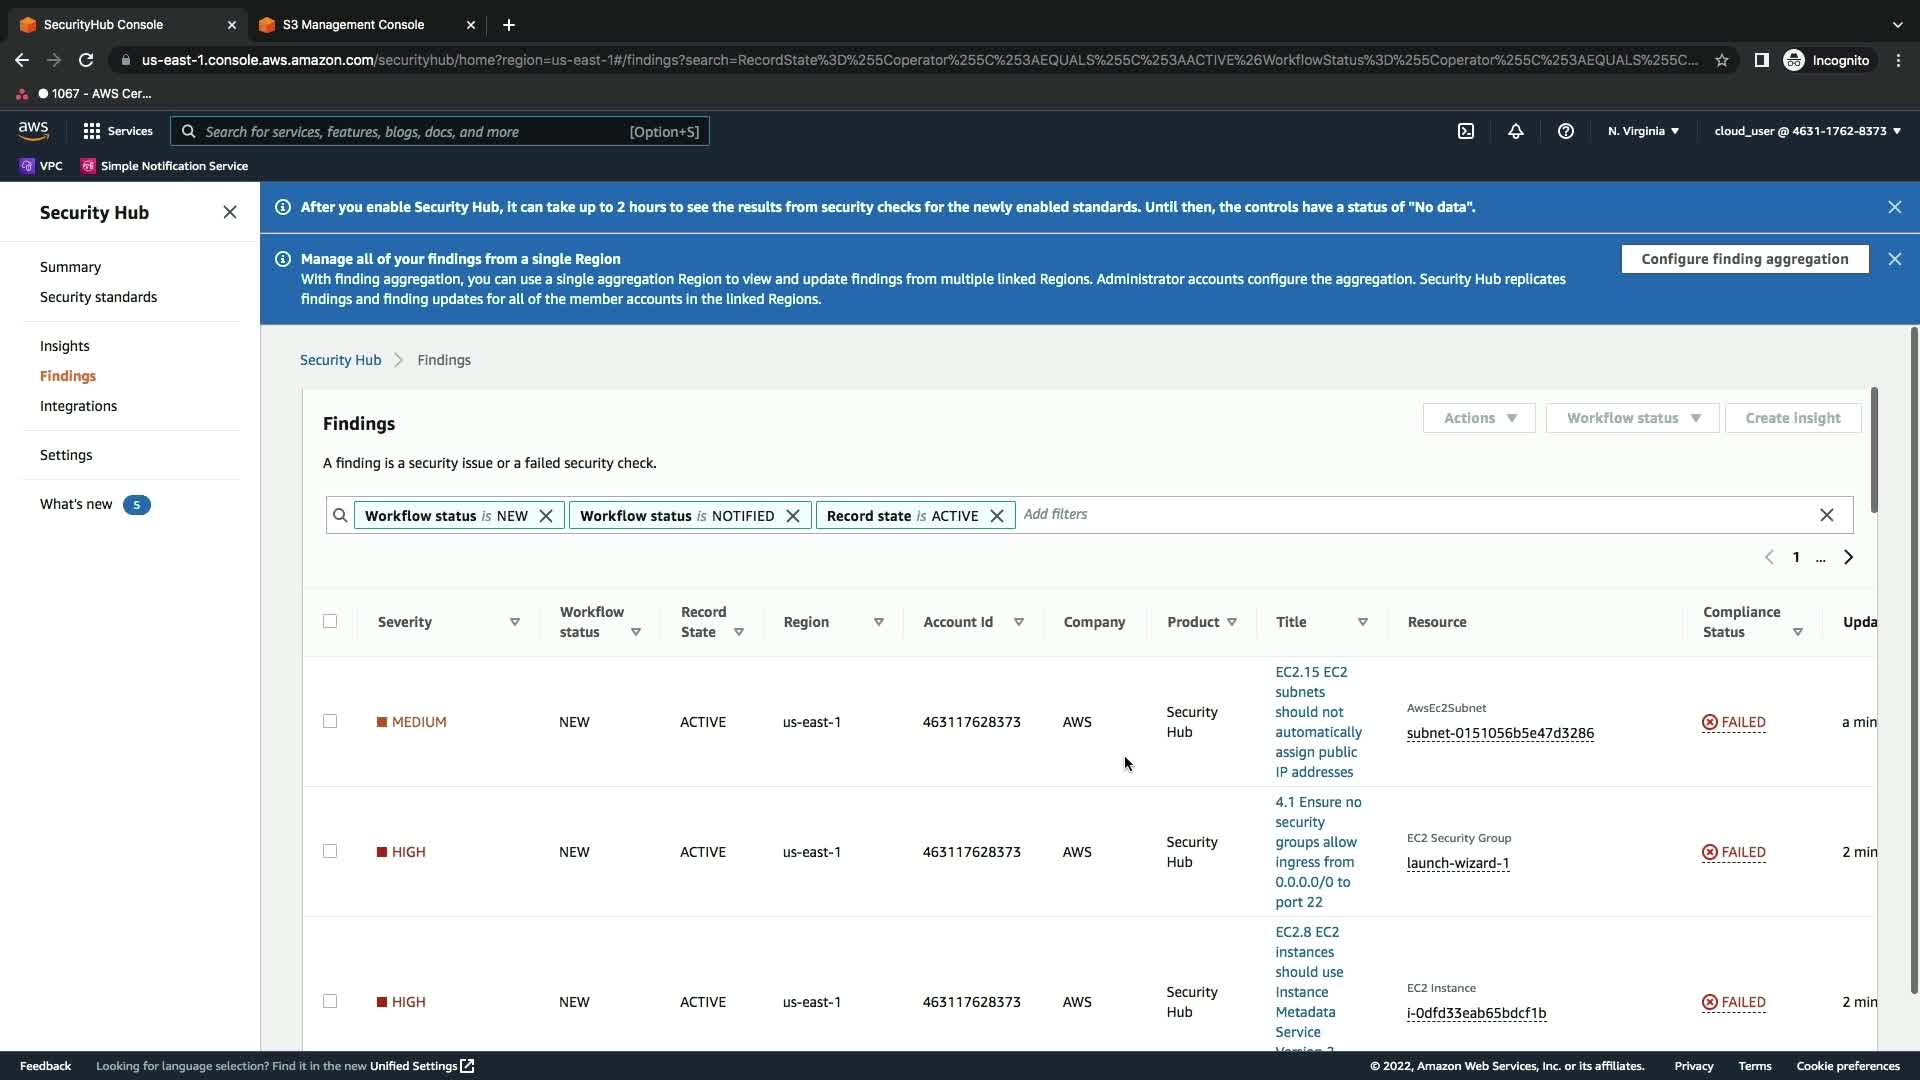 SecurityHub Console
S3 Management Console
us-east-1.console.aws.amazon.com/securityhub/home?region=us-east-1#/findings?search=RecordState%3D%255Coperator%255C%253AEQUALS%255C%253AACTIVE%26WorkflowStatus%3D%255Coperator%255C%253AEQUALS%255C...
Incognito
1067 - AWS Cer...
aws
Services
Search for services, features, blogs, docs, and more
[Option+S]
N. Virginia
cloud_user @ 4631-1762-8373
VPC
Simple Notification Service
Security Hub
Summary
Security standards
Insights
Findings
Integrations
Settings
What's new 5
After you enable Security Hub, it can take up to 2 hours to see the results from security checks for the newly enabled standards. Until then, the controls have a status of "No data".
Manage all of your findings from a single Region
With finding aggregation, you can use a single aggregation Region to view and update findings from multiple linked Regions. Administrator accounts configure the aggregation. Security Hub replicates
findings and finding updates for all of the member accounts in the linked Regions.
Configure finding aggregation
Security Hub > Findings
Findings
Actions
Workflow status
Create insight
A finding is a security issue or a failed security check.
Workflow status is NEW
Workflow status is NOTIFIED
Record state is ACTIVE
Add filters
1 ...
Severity
Workflow
status
Record
State
Region
Account Id
Company
Product
Title
Resource
Compliance
Status
Upda
MEDIUM
NEW
ACTIVE
us-east-1
463117628373
AWS
Security
Hub
EC2.15 EC2
subnets
should not
automatically
assign public
IP addresses
AwsEc2Subnet
subnet-0151056b5e47d3286
FAILED
a min
HIGH
NEW
ACTIVE
us-east-1
463117628373
AWS
Security
Hub
4.1 Ensure no
security
groups allow
ingress from
0.0.0.0/0 to
port 22
EC2 Security Group
launch-wizard-1
FAILED
2 min
HIGH
NEW
ACTIVE
us-east-1
463117628373
AWS
Security
Hub
EC2.8 EC2
instances
should use
Instance
Metadata
Service
EC2 Instance
i-0dfd33eab65bdcf1b
FAILED
2 min
Feedback
Looking for language selection? Find it in the new Unified Settings
© 2022, Amazon Web Services, Inc. or its affiliates.
Privacy
Terms
Cookie preferences